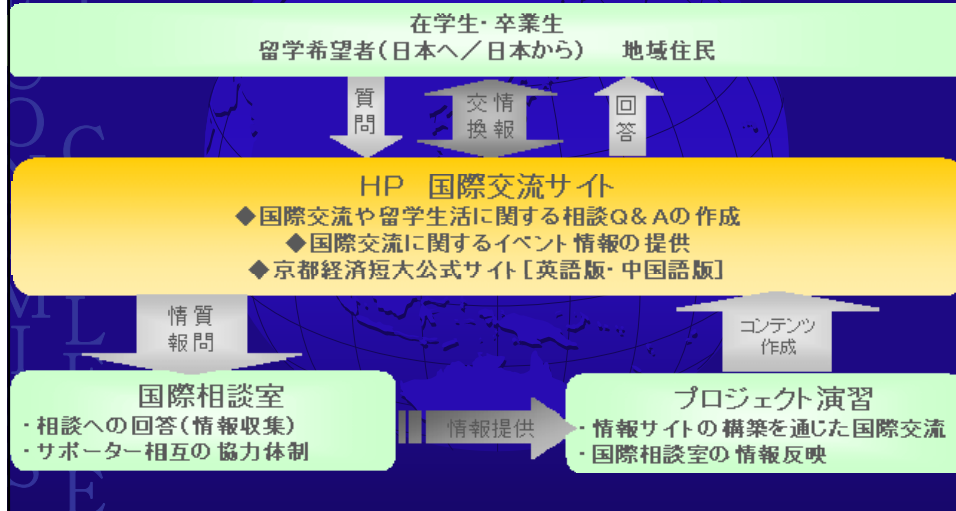 在学生・卒業生
留学希望者(日本へ／日本から)　地域住民
質問
交換
情報
回答
HP　国際交流サイト
◆国際交流や留学生活に関する相談Q&Aの作成
◆国際交流に関するイベント情報の提供
◆京都経済短大公式サイト[英語版・中国語版]
情報
質問
コンテンツ
作成
国際相談室
・相談への回答(情報収集)
・サポーター相互の協力体制
情報提供
プロジェクト演習
・情報サイトの構築を通じた国際交流
・国際相談室の情報反映